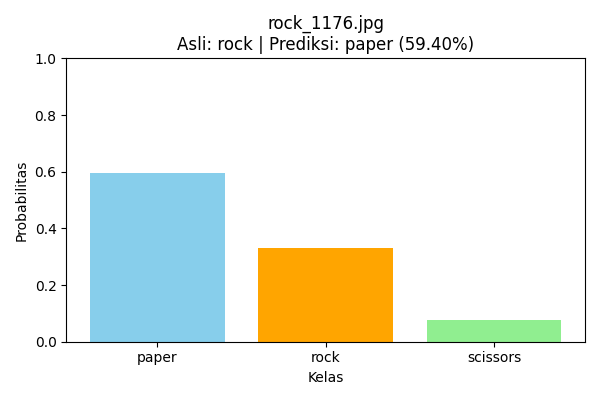 rock_1176.jpg
Asli: rock | Prediksi: paper (59.40%)
1.0
0.8
0.6
0.4
0.2
0.0
Probabilitas
paper rock scissors
Kelas